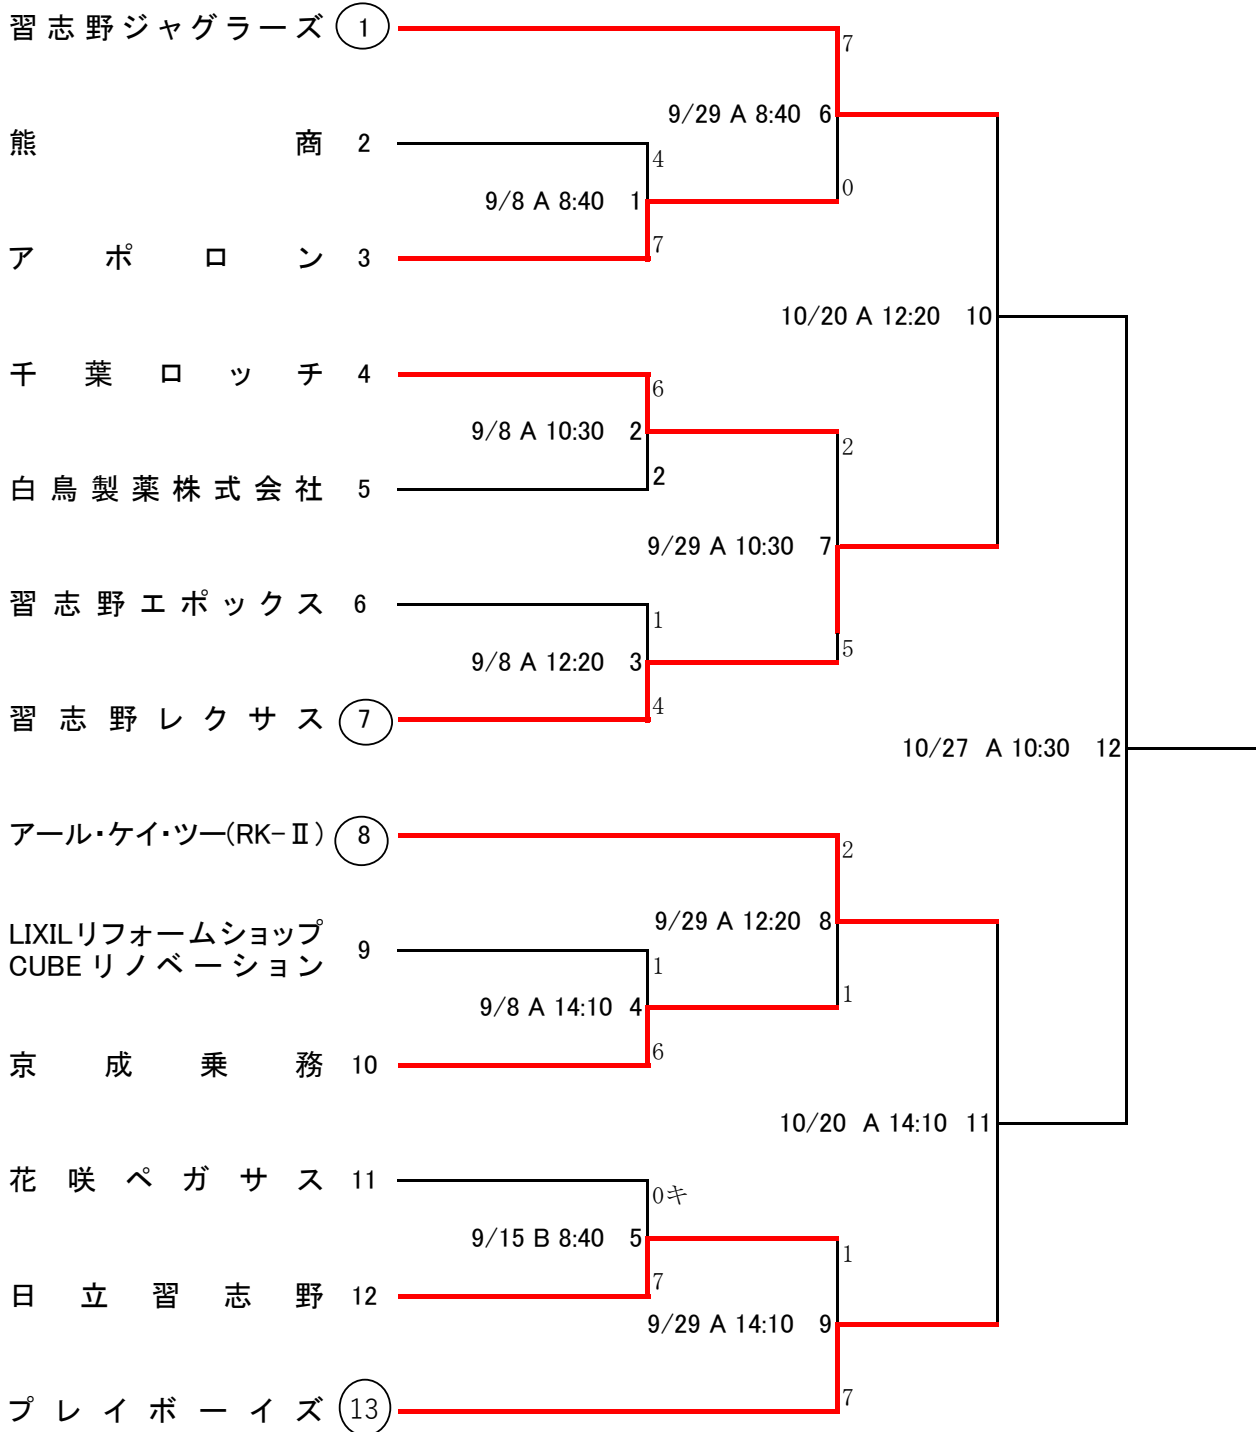 習志野ジャグラーズ 1
7
9/29 A 8:40 6
熊商 2
4
0
9/8 A 8:40 1
アポロン 3
7
10/20 A 12:20 10
千葉ロッチ 4
6
9/8 A 10:30 2
2
白鳥製薬株式会社 5
2
9/29 A 10:30 7
習志野エポックス 6
1
5
9/8 A 12:20 3
習志野レクサス 7
4
10/27 A 10:30 12
アール・ケイ・ツー(RK-Ⅱ) 8
2
9/29 A 12:20 8
LIXILリフォームショップ
CUBE リノベーション 9
1
1
9/8 A 14:10 4
京成乗務 10
6
10/20 A 14:10 11
花咲ペガサス 11
0キ
9/15 B 8:40 5
1
日立習志野 12
7
9/29 A 14:10 9
プレイボーイズ 13
7